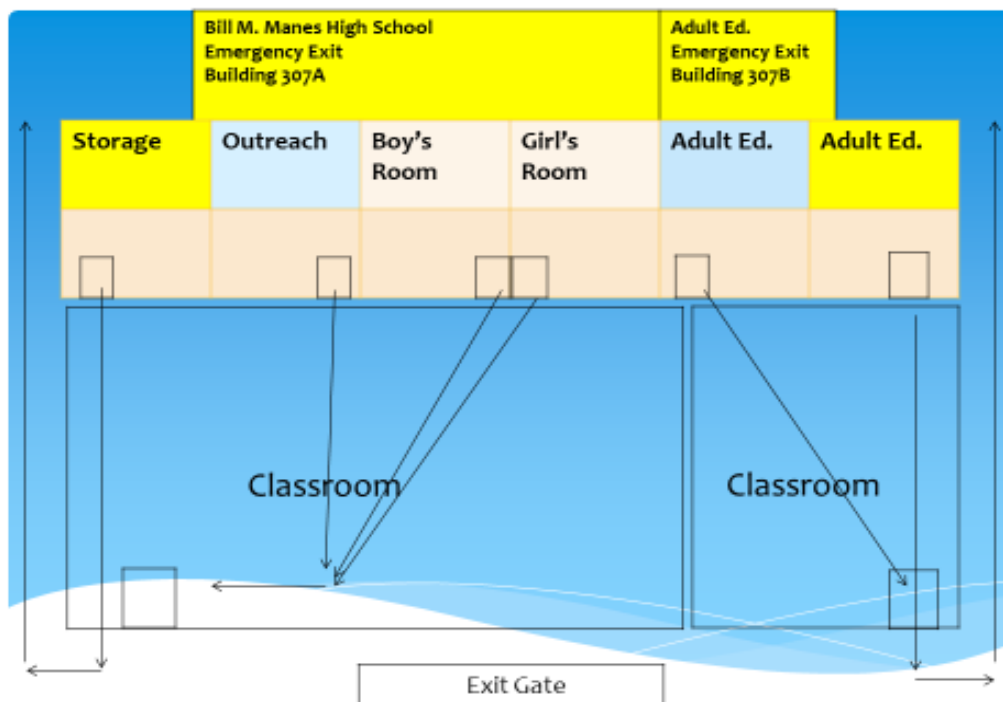 Bill M. Manes High School
Emergency Exit
Building 307A
Adult Ed.
Emergency Exit
Building 307B
Storage
Outreach
Boy's
Room
Girl's
Room
Adult Ed.
Adult Ed.
Classroom
Classroom
Exit Gate